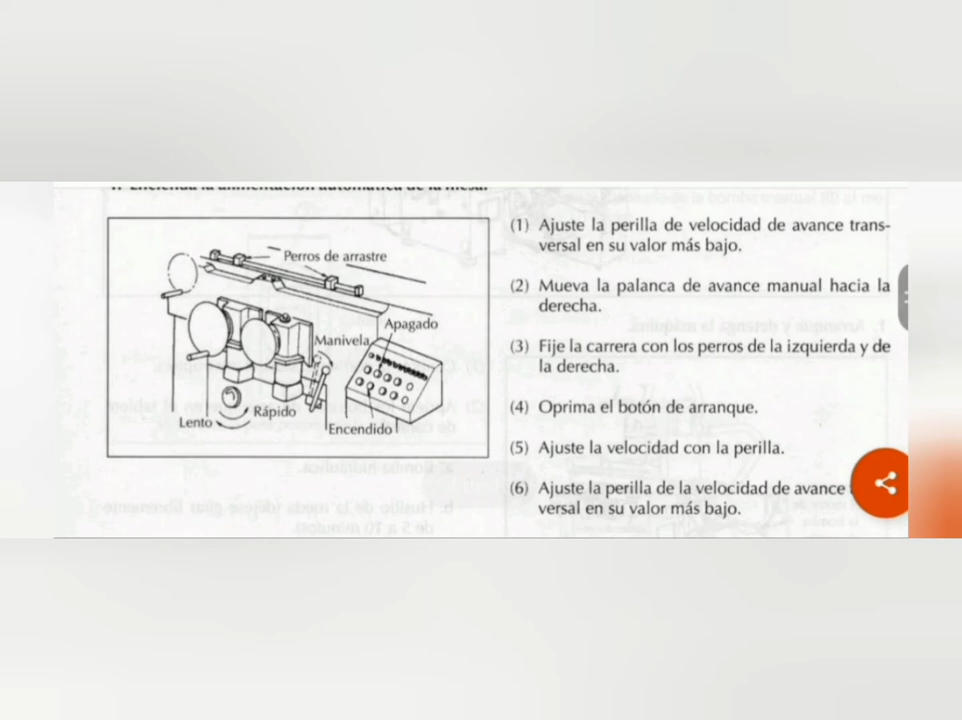 Perros de arrastre
Apagado
Manivela
Rápido
Lento
Encendido
(1) Ajuste la perilla de velocidad de avance trans-
versal en su valor más bajo.
(2) Mueva la palanca de avance manual hacia la
derecha.
(3) Fije la carrera con los perros de la izquierda y de
la derecha.
(4) Oprima el botón de arranque.
(5) Ajuste la velocidad con la perilla.
(6) Ajuste la perilla de la velocidad de avance
versal en su valor más bajo.